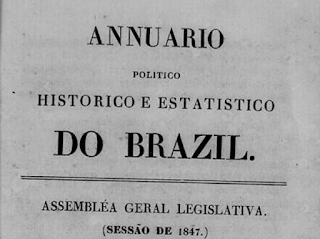 ANNUARIO
POLITICO
HISTORICO E ESTATISTICO
DO BRAZIL.
ASSEMBLÉA GERAL LEGISLATIVA.
(SESSÃO DE 1847.)